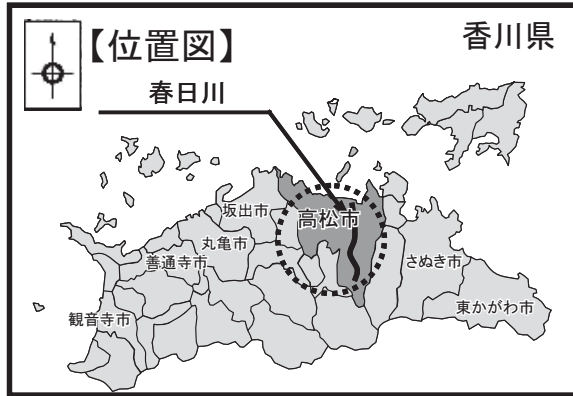 【位置図】
香川県
春日川
坂出市
高松市
丸亀市
善通寺市
さぬき市
東かがわ市
観音寺市